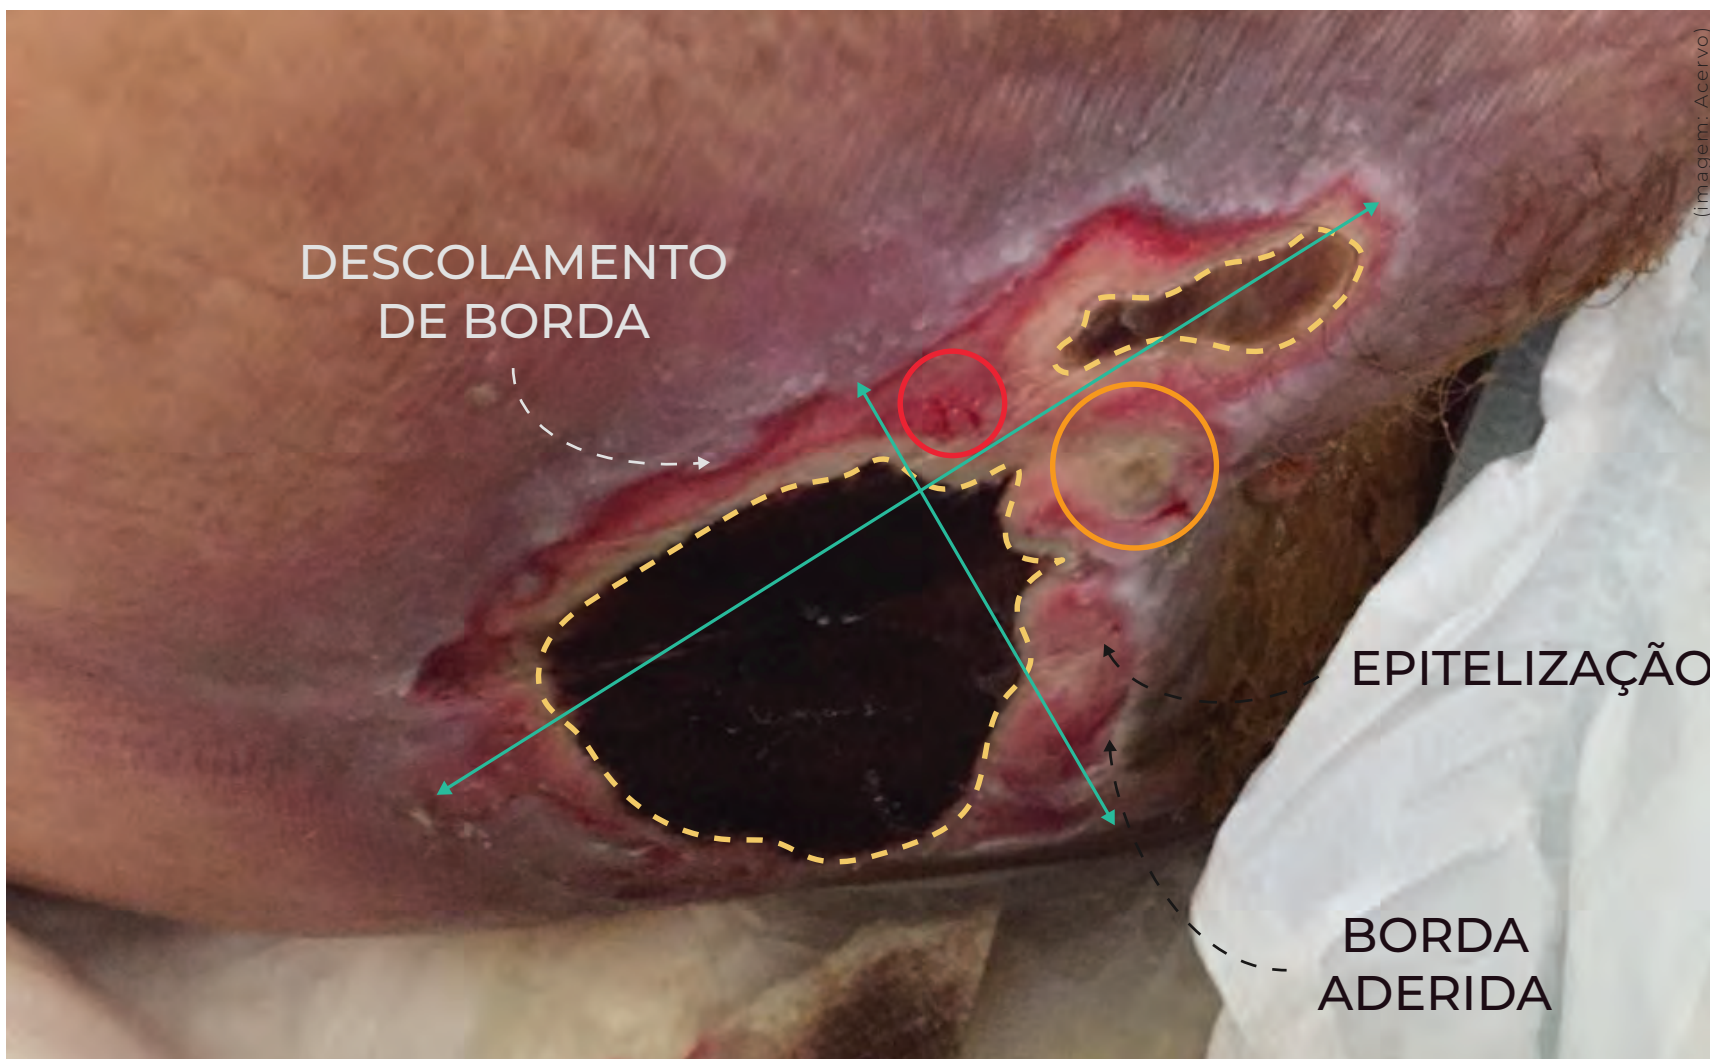 (imagem: Acervo)
DESCOLAMENTO
DE BORDA
EPITELIZAÇÃO
BORDA
ADERIDA